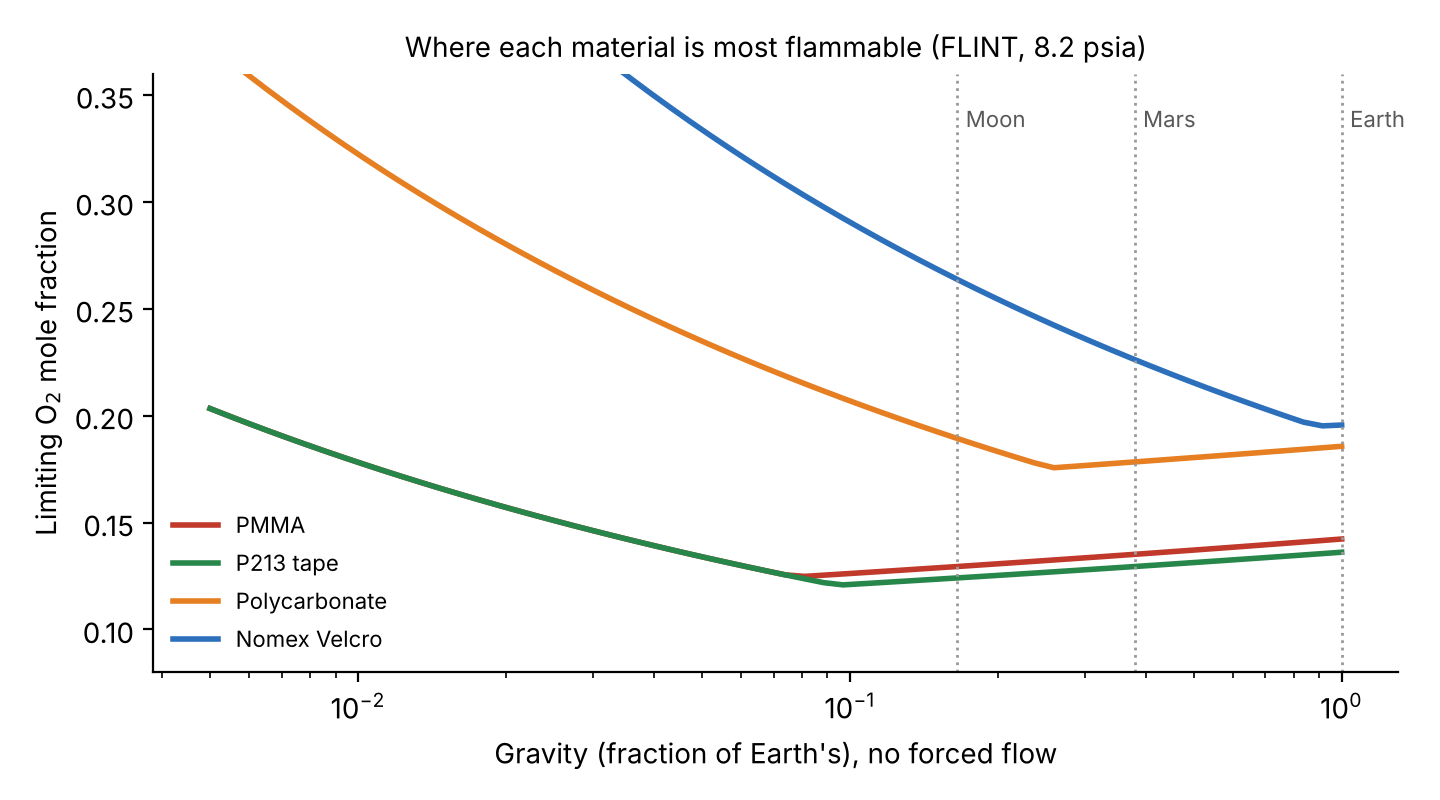 Where each material is most flammable (FLINT, 8.2 psia)
Limiting O₂ mole fraction
0.35
0.30
0.25
0.20
0.15
0.10
Moon
Mars
Earth
PMMA
P213 tape
Polycarbonate
Nomex Velcro
10⁻²
10⁻¹
10⁰
Gravity (fraction of Earth's), no forced flow